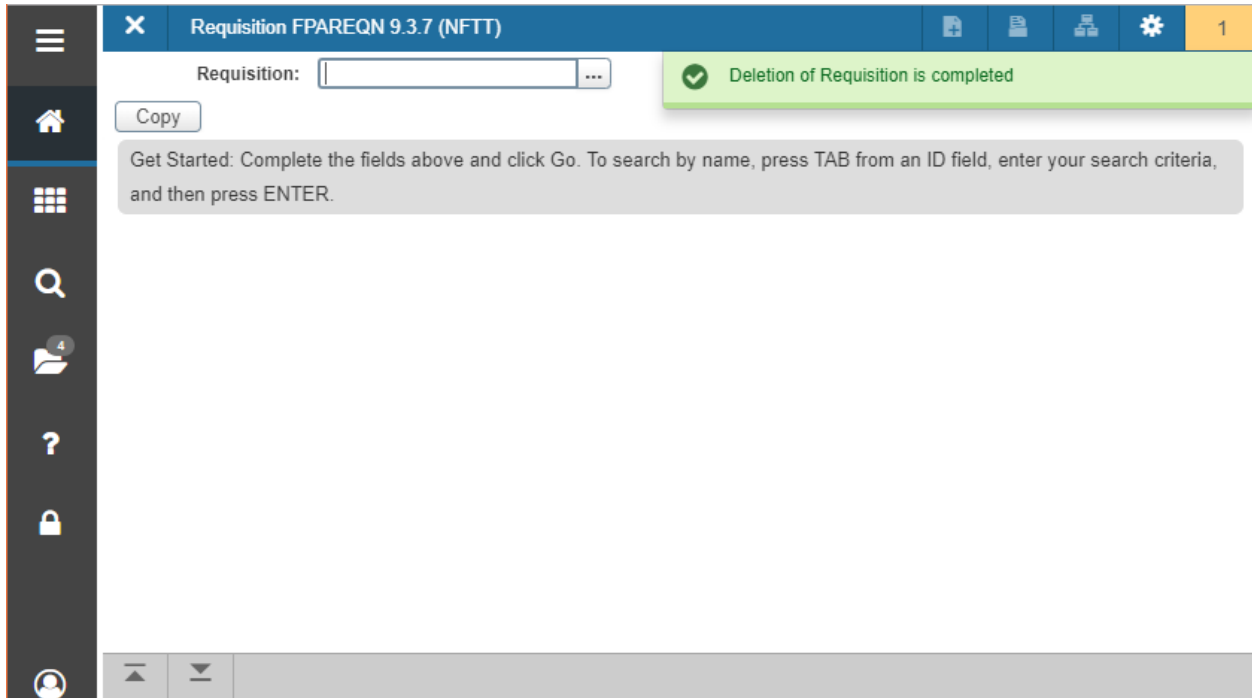 Requisition FPAREQN 9.3.7 (NFTT)
1
Requisition:
...
Deletion of Requisition is completed
Copy
Get Started: Complete the fields above and click Go. To search by name, press TAB from an ID field, enter your search criteria,
and then press ENTER.
4
?